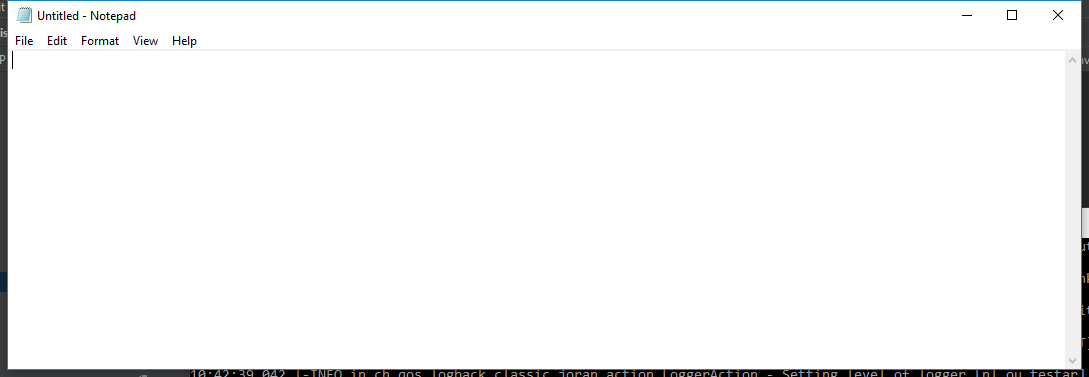 Untitled - Notepad
File Edit Format View Help
10:42:39,042 |-INFO in ch.qos.logback.classic.joran.action.LoggerAction - Setting level of logger [nl.ou.testar